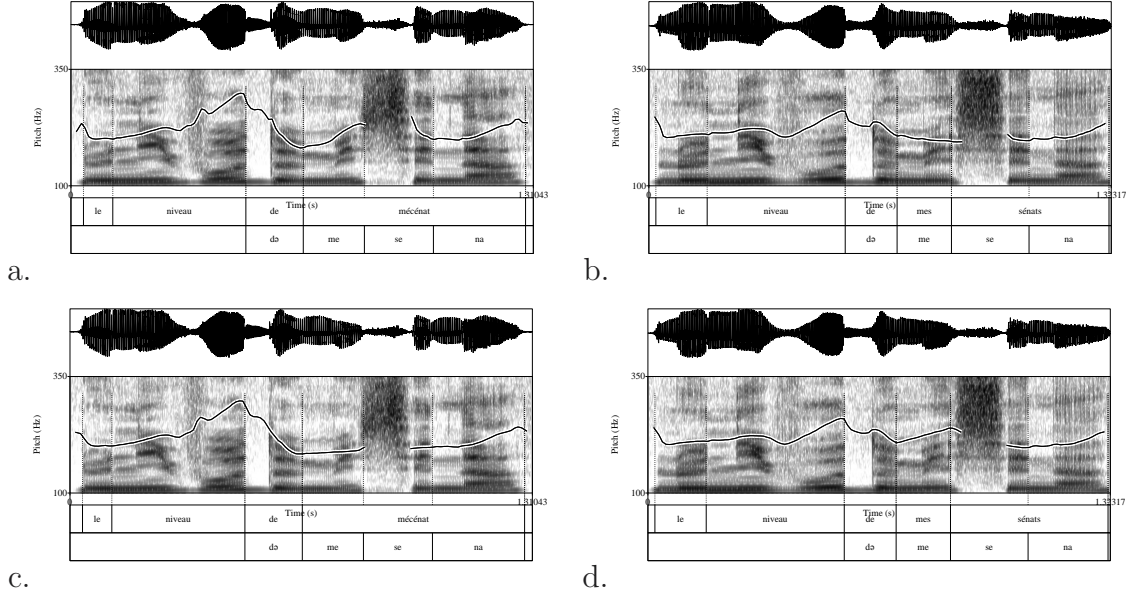 350
Pitch (Hz)
100
0
Time (s)
1.31043
le niveau de mécénat
də me se na
a.
350
Pitch (Hz)
100
0
Time (s)
1.32317
le niveau de mes sénats
də me se na
b.
350
Pitch (Hz)
100
0
Time (s)
1.31043
le niveau de mécénat
də me se na
c.
350
Pitch (Hz)
100
0
Time (s)
1.32317
le niveau de mes sénats
də me se na
d.